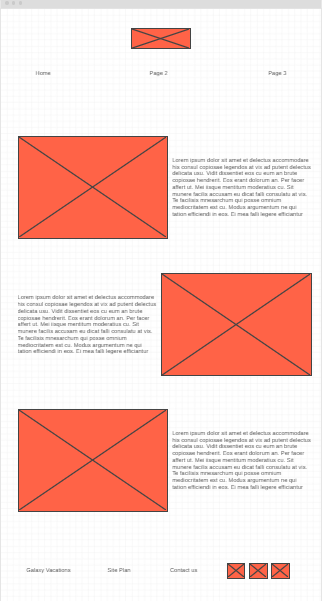 Home Page 2 Page 3
Lorem ipsum dolor sit amet et delectus accommodare
his consul copiosae legendos at vix ad putent delectus
delicata usu. Vidit dissentiet eos cu eum an brute
copiosae hendrerit. Eos erant dolorum an. Per facer
affert ut. Mei iisque mentitum moderatius cu. Sit
munere facilis accusam eu dicat falli consulatu at vis.
Te facilisis mnesarchum qui posse omnium
mediocritatem est cu. Modus argumentum ne qui
tation efficiendi in eos. Ei mea falli legere efficiantur
Lorem ipsum dolor sit amet et delectus accommodare
his consul copiosae legendos at vix ad putent delectus
delicata usu. Vidit dissentiet eos cu eum an brute
copiosae hendrerit. Eos erant dolorum an. Per facer
affert ut. Mei iisque mentitum moderatius cu. Sit
munere facilis accusam eu dicat falli consulatu at vis.
Te facilisis mnesarchum qui posse omnium
mediocritatem est cu. Modus argumentum ne qui
tation efficiendi in eos. Ei mea falli legere efficiantur
Lorem ipsum dolor sit amet et delectus accommodare
his consul copiosae legendos at vix ad putent delectus
delicata usu. Vidit dissentiet eos cu eum an brute
copiosae hendrerit. Eos erant dolorum an. Per facer
affert ut. Mei iisque mentitum moderatius cu. Sit
munere facilis accusam eu dicat falli consulatu at vis.
Te facilisis mnesarchum qui posse omnium
mediocritatem est cu. Modus argumentum ne qui
tation efficiendi in eos. Ei mea falli legere efficiantur
Galaxy Vacations Site Plan Contact us